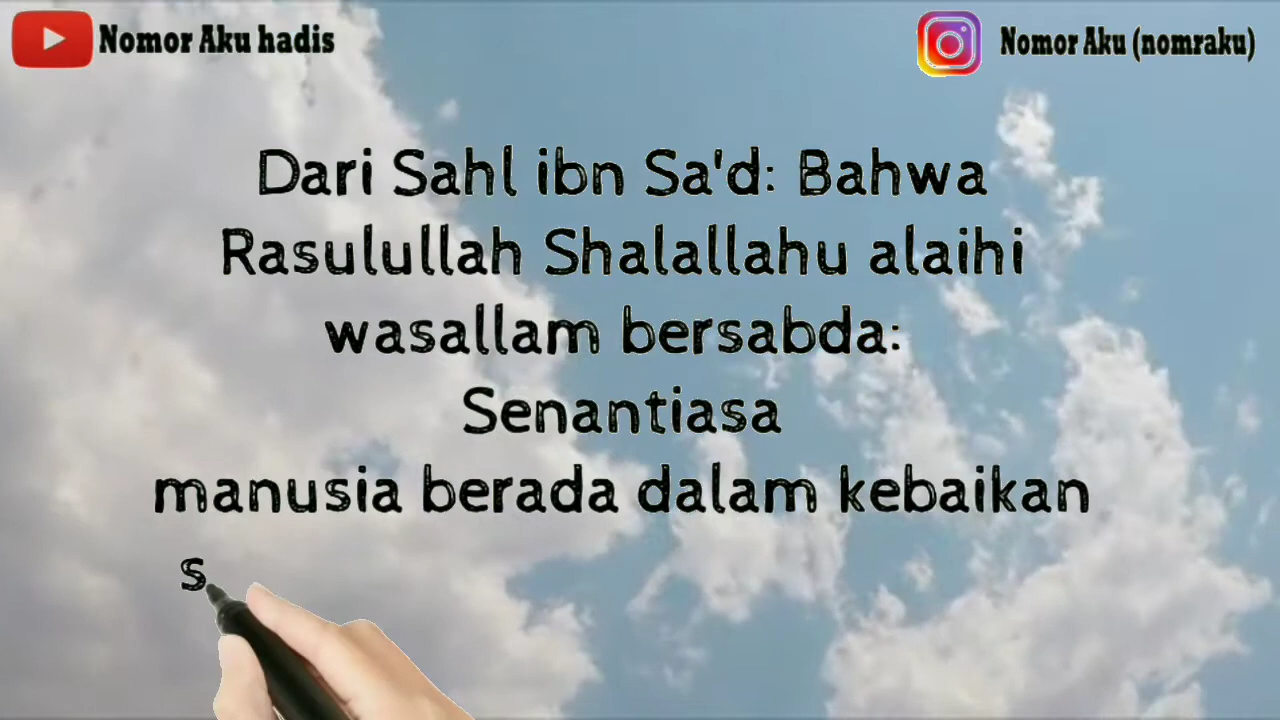 Nomor Aku hadis
Nomor Aku (nomraku)
Dari Sahl ibn Sa'd: Bahwa
Rasulullah Shalallahu alaihi
wasallam bersabda:
Senantiasa
manusia berada dalam kebaikan
s